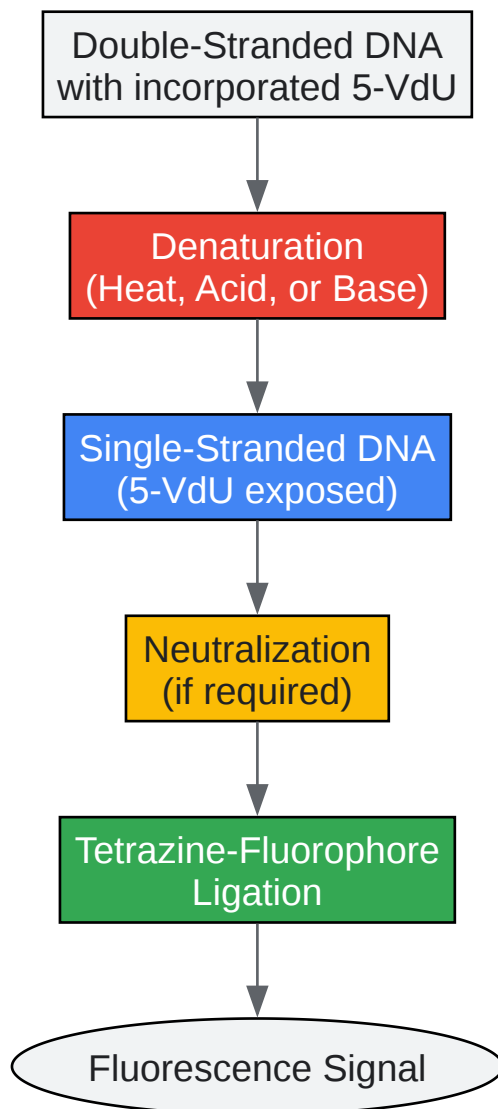 Double-Stranded DNA
with incorporated 5-VdU
Denaturation
(Heat, Acid, or Base)
Single-Stranded DNA
(5-VdU exposed)
Neutralization
(if required)
Tetrazine-Fluorophore
Ligation
Fluorescence Signal